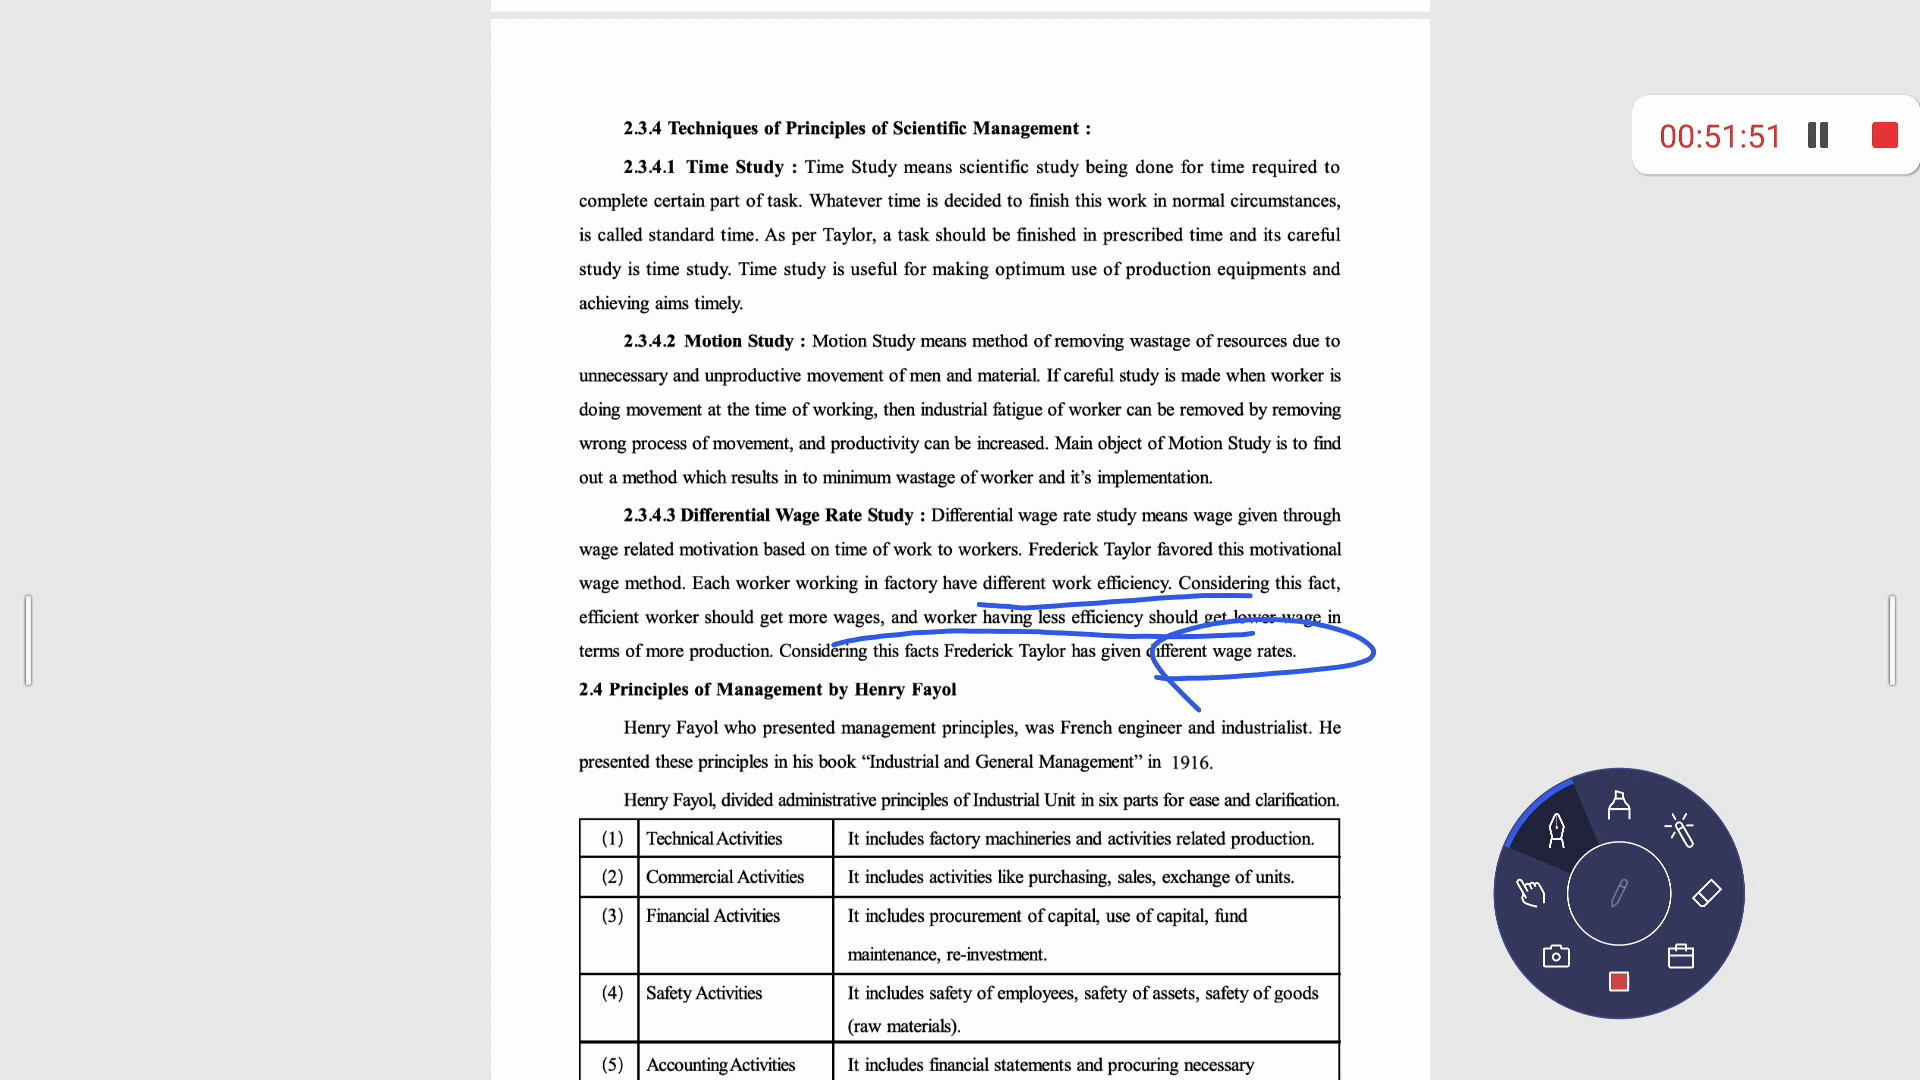 2.3.4 Techniques of Principles of Scientific Management :
2.3.4.1 Time Study : Time Study means scientific study being done for time required to
complete certain part of task. Whatever time is decided to finish this work in normal circumstances,
is called standard time. As per Taylor, a task should be finished in prescribed time and its careful
study is time study. Time study is useful for making optimum use of production equipments and
achieving aims timely.
2.3.4.2 Motion Study : Motion Study means method of removing wastage of resources due to
unnecessary and unproductive movement of men and material. If careful study is made when worker is
doing movement at the time of working, then industrial fatigue of worker can be removed by removing
wrong process of movement, and productivity can be increased. Main object of Motion Study is to find
out a method which results in to minimum wastage of worker and it's implementation.
2.3.4.3 Differential Wage Rate Study : Differential wage rate study means wage given through
wage related motivation based on time of work to workers. Frederick Taylor favored this motivational
wage method. Each worker working in factory have different work efficiency. Considering this fact,
efficient worker should get more wages, and worker having less efficiency should get lower wage in
terms of more production. Considering this facts Frederick Taylor has given different wage rates.
2.4 Principles of Management by Henry Fayol
Henry Fayol who presented management principles, was French engineer and industrialist. He
presented these principles in his book “Industrial and General Management” in 1916.
Henry Fayol, divided administrative principles of Industrial Unit in six parts for ease and clarification.
(1) Technical Activities It includes factory machineries and activities related production.
(2) Commercial Activities It includes activities like purchasing, sales, exchange of units.
(3) Financial Activities It includes procurement of capital, use of capital, fund
maintenance, re-investment.
(4) Safety Activities It includes safety of employees, safety of assets, safety of goods
(raw materials).
(5) Accounting Activities It includes financial statements and procuring necessary
00:51:51